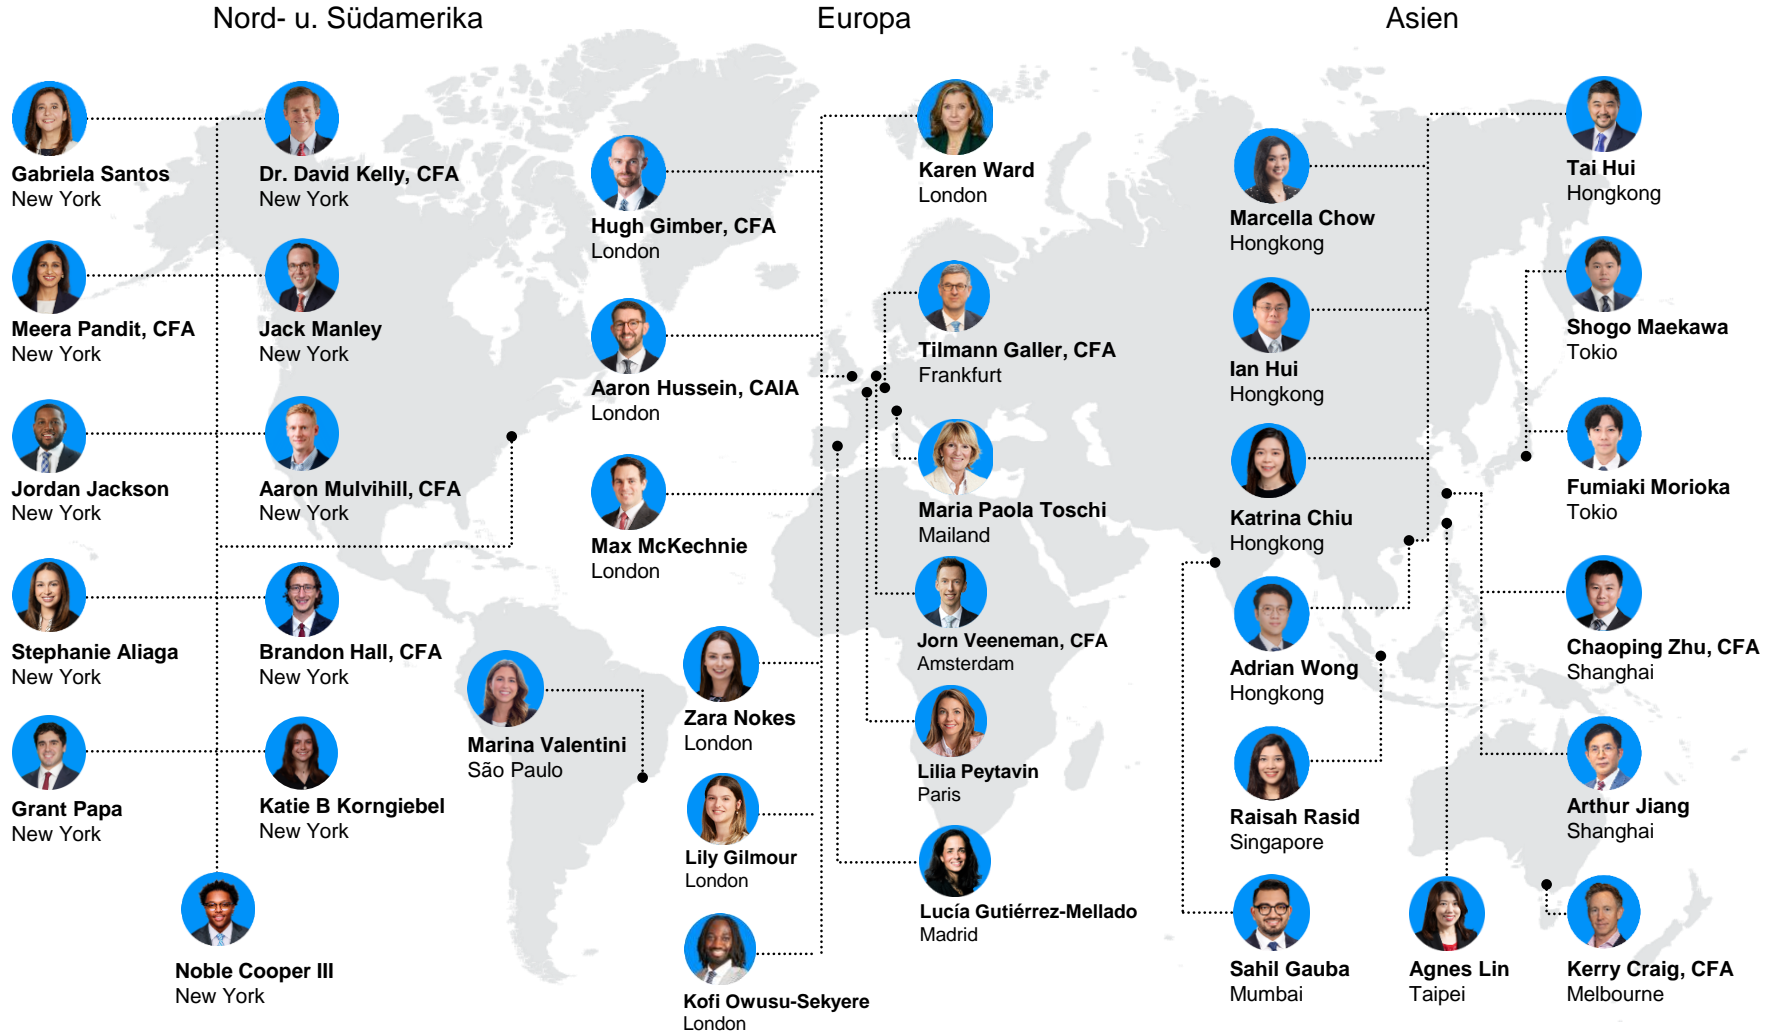 Nord- u. Südamerika
Europa
Asien
Gabriela Santos
New York
Dr. David Kelly, CFA
New York
Meera Pandit, CFA
New York
Jack Manley
New York
Jordan Jackson
New York
Aaron Mulvihill, CFA
New York
Stephanie Aliaga
New York
Brandon Hall, CFA
New York
Grant Papa
New York
Katie B Korngiebel
New York
Noble Cooper III
New York
Marina Valentini
São Paulo
Hugh Gimber, CFA
London
Aaron Hussein, CAIA
London
Max McKechnie
London
Zara Nokes
London
Lily Gilmour
London
Kofi Owusu-Sekyere
London
Karen Ward
London
Tilmann Galler, CFA
Frankfurt
Maria Paola Toschi
Mailand
Jorn Veeneman, CFA
Amsterdam
Lilia Peytavin
Paris
Lucía Gutiérrez-Mellado
Madrid
Marcella Chow
Hongkong
Ian Hui
Hongkong
Katrina Chiu
Hongkong
Adrian Wong
Hongkong
Raisah Rasid
Singapore
Sahil Gauba
Mumbai
Agnes Lin
Taipei
Tai Hui
Hongkong
Shogo Maekawa
Tokio
Fumiaki Morioka
Tokio
Chaoping Zhu, CFA
Shanghai
Arthur Jiang
Shanghai
Kerry Craig, CFA
Melbourne